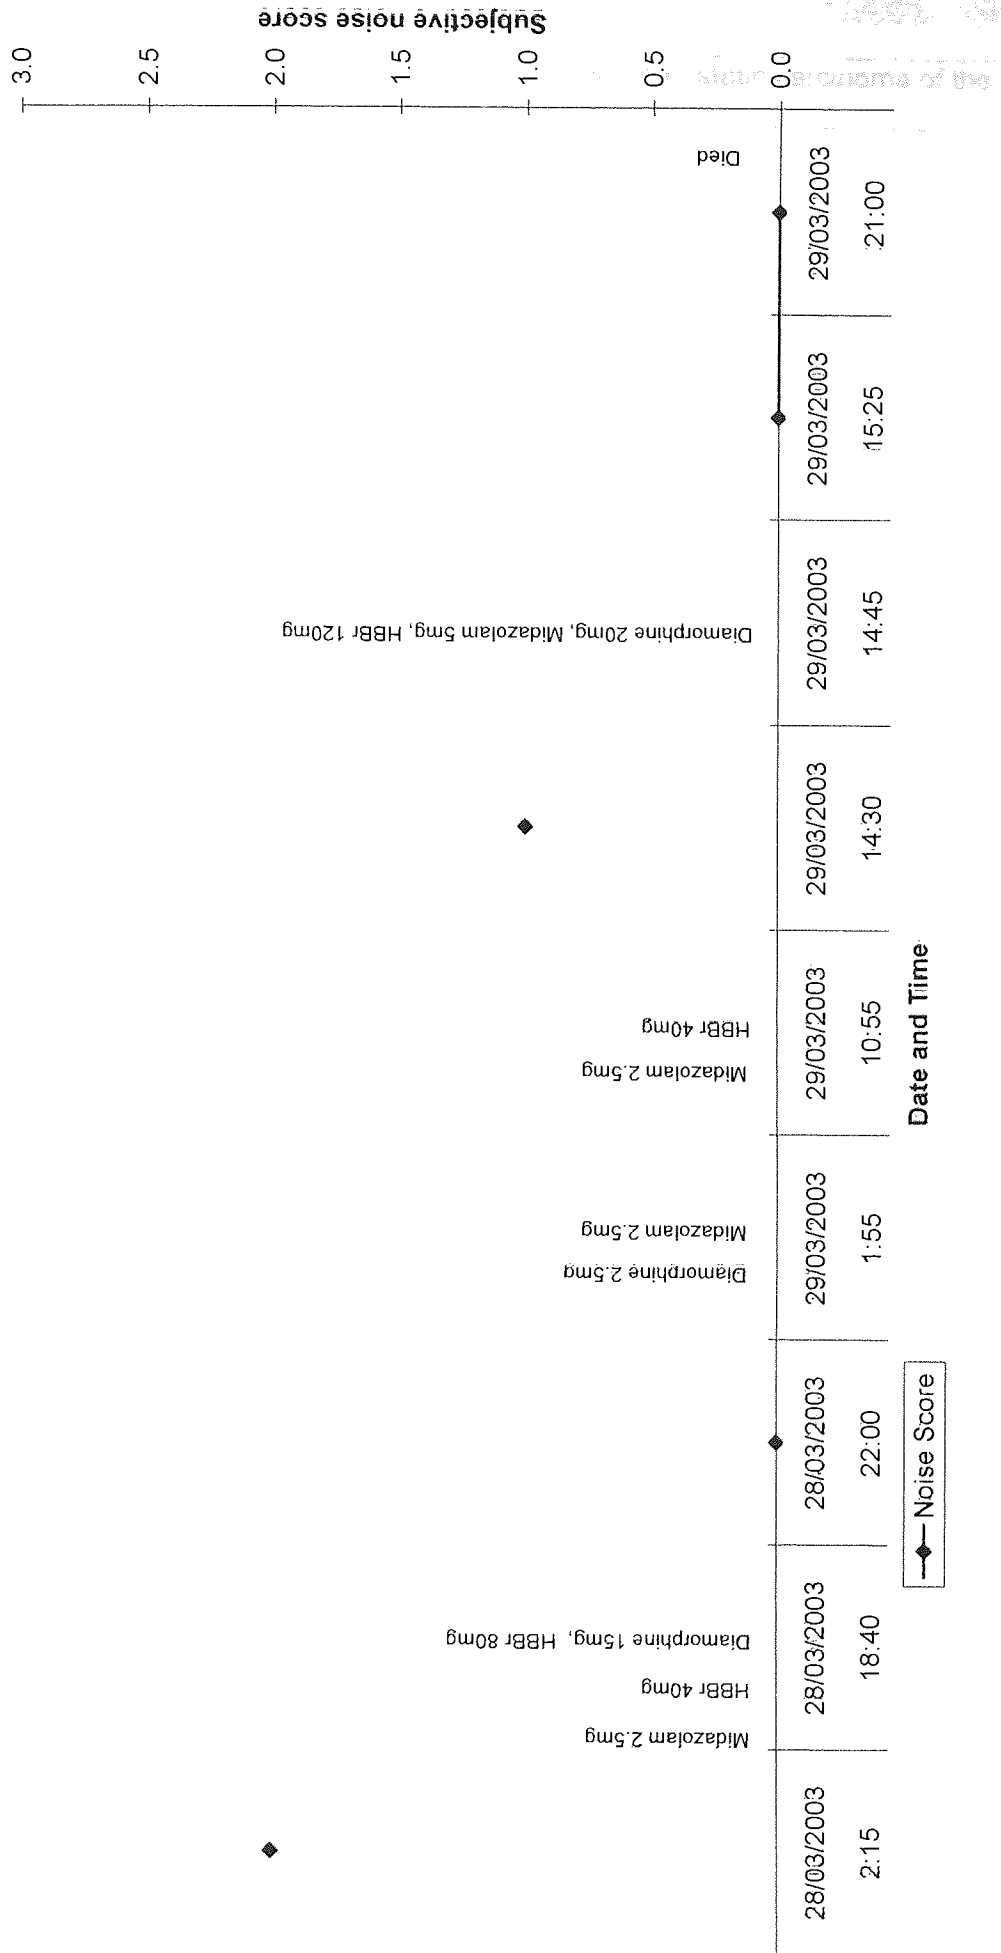 Subjective noise score
3.0
2.5
2.0
1.5
1.0
0.5
0.0
Midazolam 2.5mg
HBBr 40mg
Diamorphine 15mg, HBBr 80mg
Diamorphine 2.5mg
Midazolam 2.5mg
Midazolam 2.5mg
HBBr 40mg
Diamorphine 20mg, Midazolam 5mg, HBBr 120mg
Died
28/03/2003 28/03/2003 28/03/2003 29/03/2003 29/03/2003 29/03/2003 29/03/2003 29/03/2003 29/03/2003
2:15 18:40 22:00 1:55 10:55 14:30 14:45 15:25 21:00
Date and Time
Noise Score
carcinoma of the